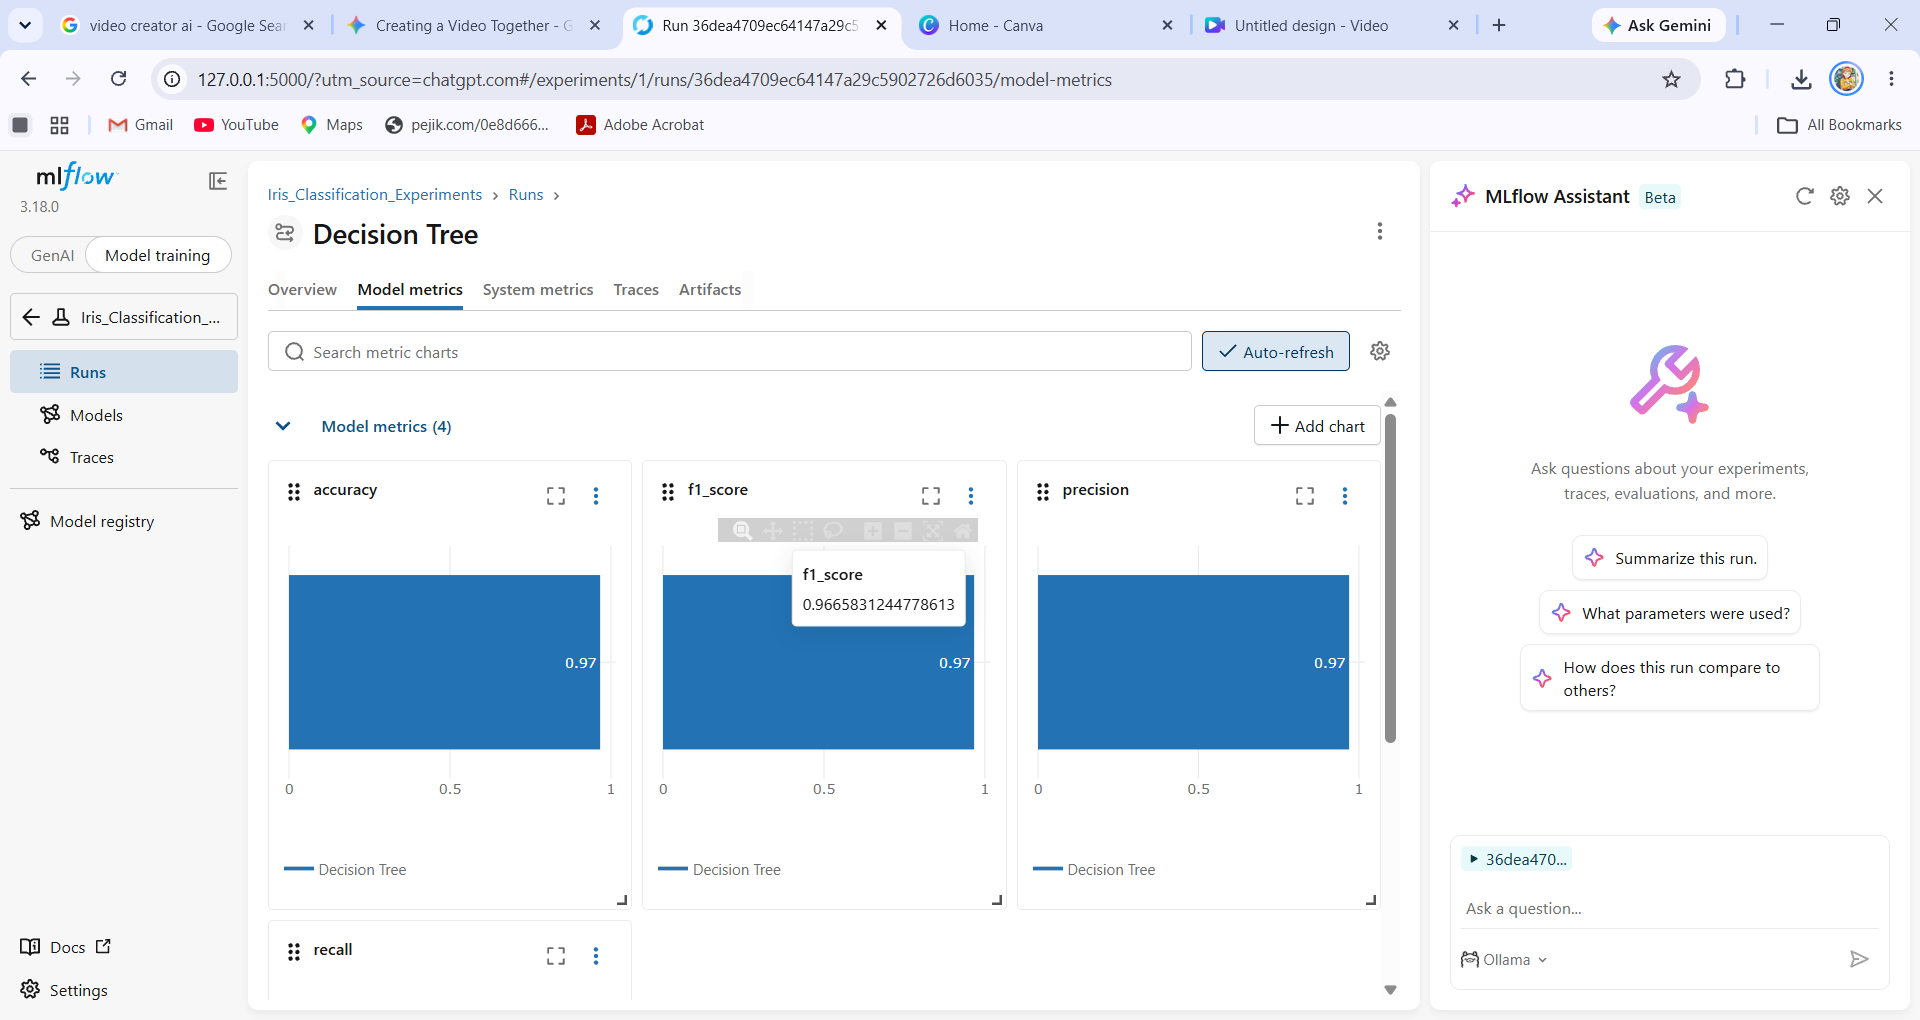 video creator ai - Google Sear
Creating a Video Together - G
Run 36dea4709ec64147a29c5
Home - Canva
Untitled design - Video
Ask Gemini
127.0.0.1:5000/?utm_source=chatgpt.com#/experiments/1/runs/36dea4709ec64147a29c5902726d6035/model-metrics
Gmail
YouTube
Maps
pejik.com/0e8d666...
Adobe Acrobat
All Bookmarks
mlflow
3.18.0
GenAI
Model training
Iris_Classification_...
Runs
Models
Traces
Model registry
Docs
Settings
Iris_Classification_Experiments › Runs ›
Decision Tree
Overview
Model metrics
System metrics
Traces
Artifacts
Search metric charts
Auto-refresh
Model metrics (4)
Add chart
accuracy
0.97
0 0.5 1
Decision Tree
f1_score
f1_score
0.9665831244778613
0.97
0 0.5 1
Decision Tree
precision
0.97
0 0.5 1
Decision Tree
recall
MLflow Assistant Beta
Ask questions about your experiments,
traces, evaluations, and more.
Summarize this run.
What parameters were used?
How does this run compare to
others?
36dea470...
Ask a question...
Ollama